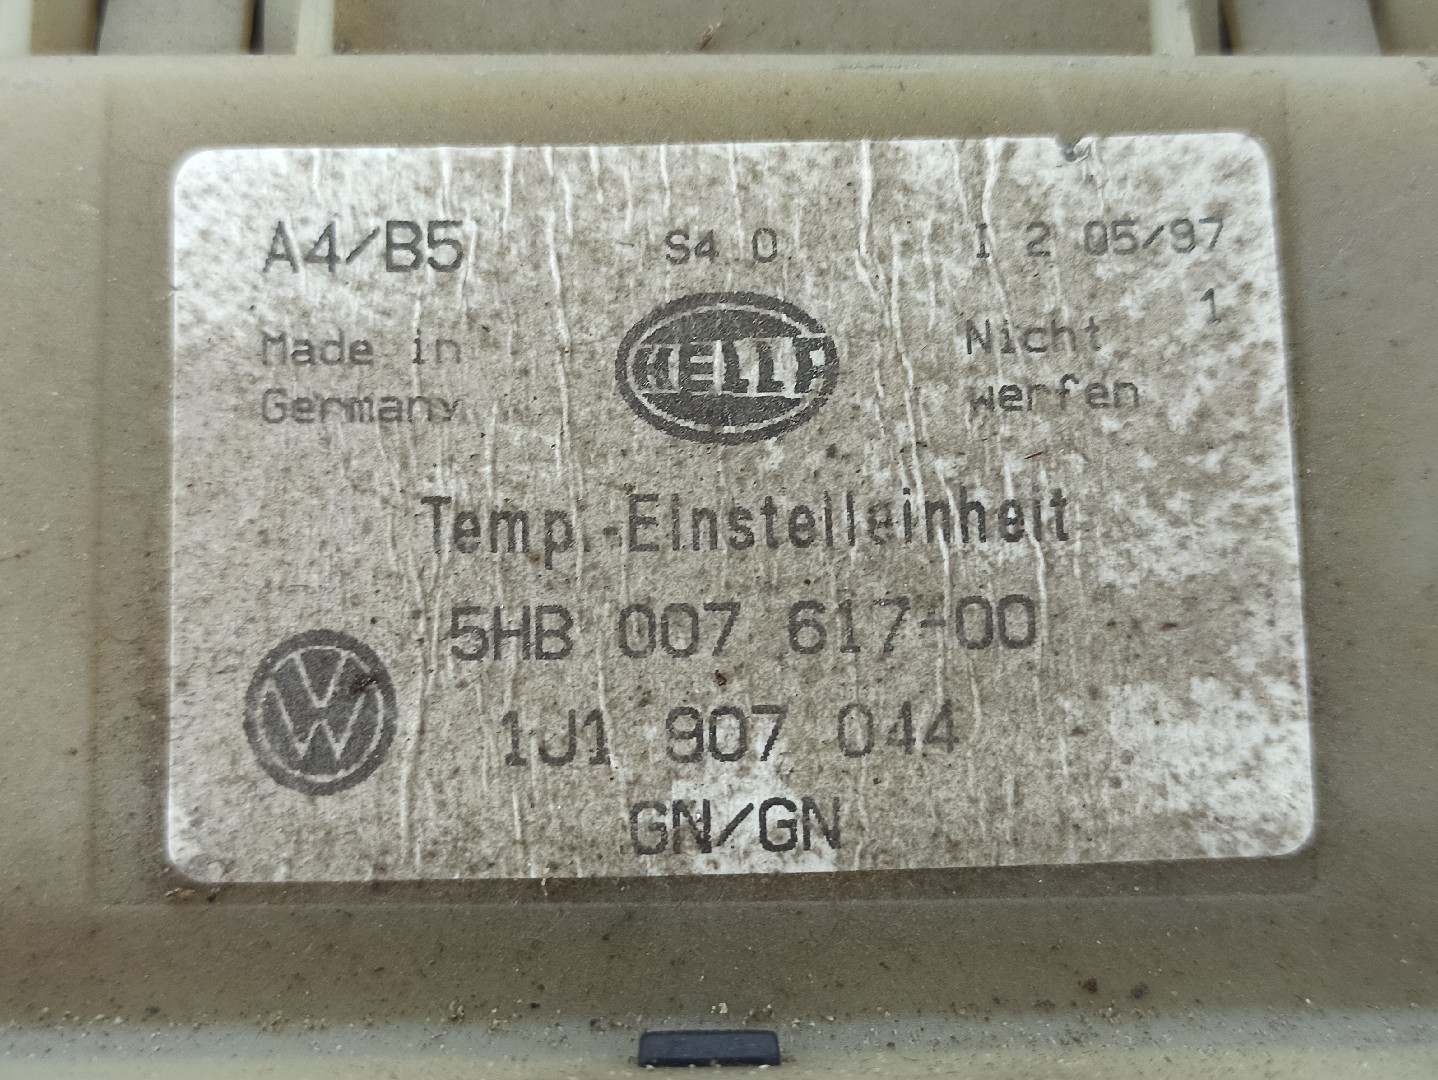 A4/B5 S4 0 I 2 05/97
1
Made in Germany
HELLA
Nicht werfen
Temp.-Einstelleinheit
5HB 007 617-00
1J1 907 044
GN/GN